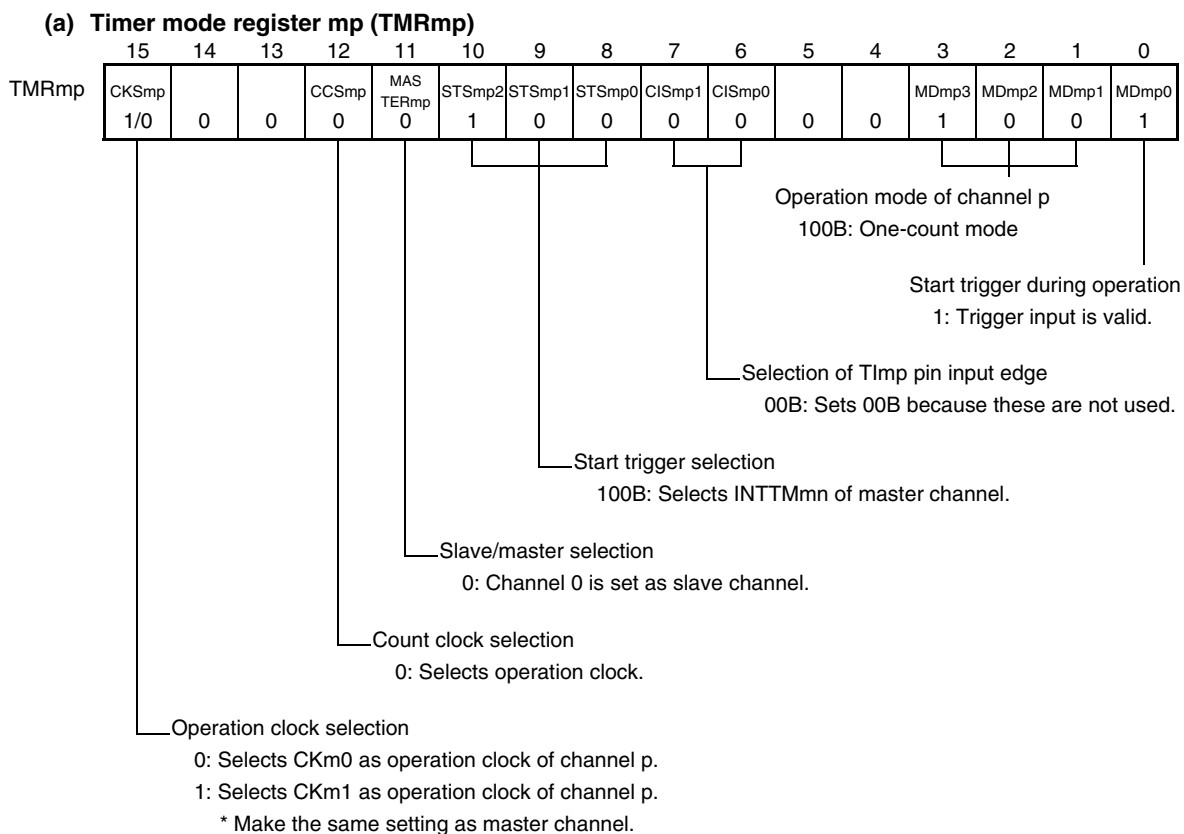 (a) Timer mode register mp (TMRmp)
15 14 13 12 11 10 9 8 7 6 5 4 3 2 1 0
TMRmp CKSmp CCSmp MAS TERmp STSmp2 STSmp1 STSmp0 CISmp1 CISmp0 MDmp3 MDmp2 MDmp1 MDmp0
1/0 0 0 0 0 1 0 0 0 0 0 0 1 0 0 1
Operation mode of channel p
100B: One-count mode
Start trigger during operation
1: Trigger input is valid.
Selection of TImp pin input edge
00B: Sets 00B because these are not used.
Start trigger selection
100B: Selects INTTMmn of master channel.
Slave/master selection
0: Channel 0 is set as slave channel.
Count clock selection
0: Selects operation clock.
Operation clock selection
0: Selects CKm0 as operation clock of channel p.
1: Selects CKm1 as operation clock of channel p.
* Make the same setting as master channel.